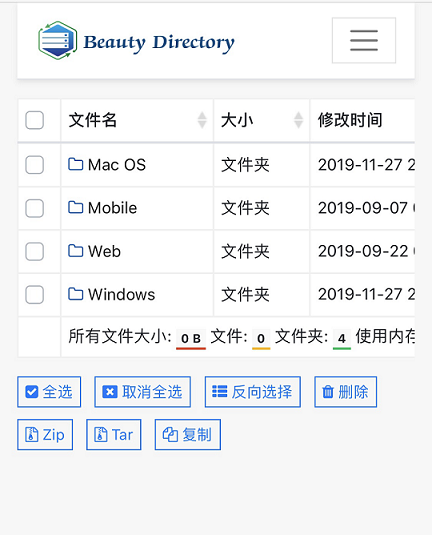 Beauty Directory
文件名 大小 修改时间
Mac OS 文件夹 2019-11-27 2
Mobile 文件夹 2019-09-07
Web 文件夹 2019-09-22
Windows 文件夹 2019-11-27 2
所有文件大小: 0 B 文件: 0 文件夹: 4 使用内存
全选 取消全选 反向选择 删除
Zip Tar 复制